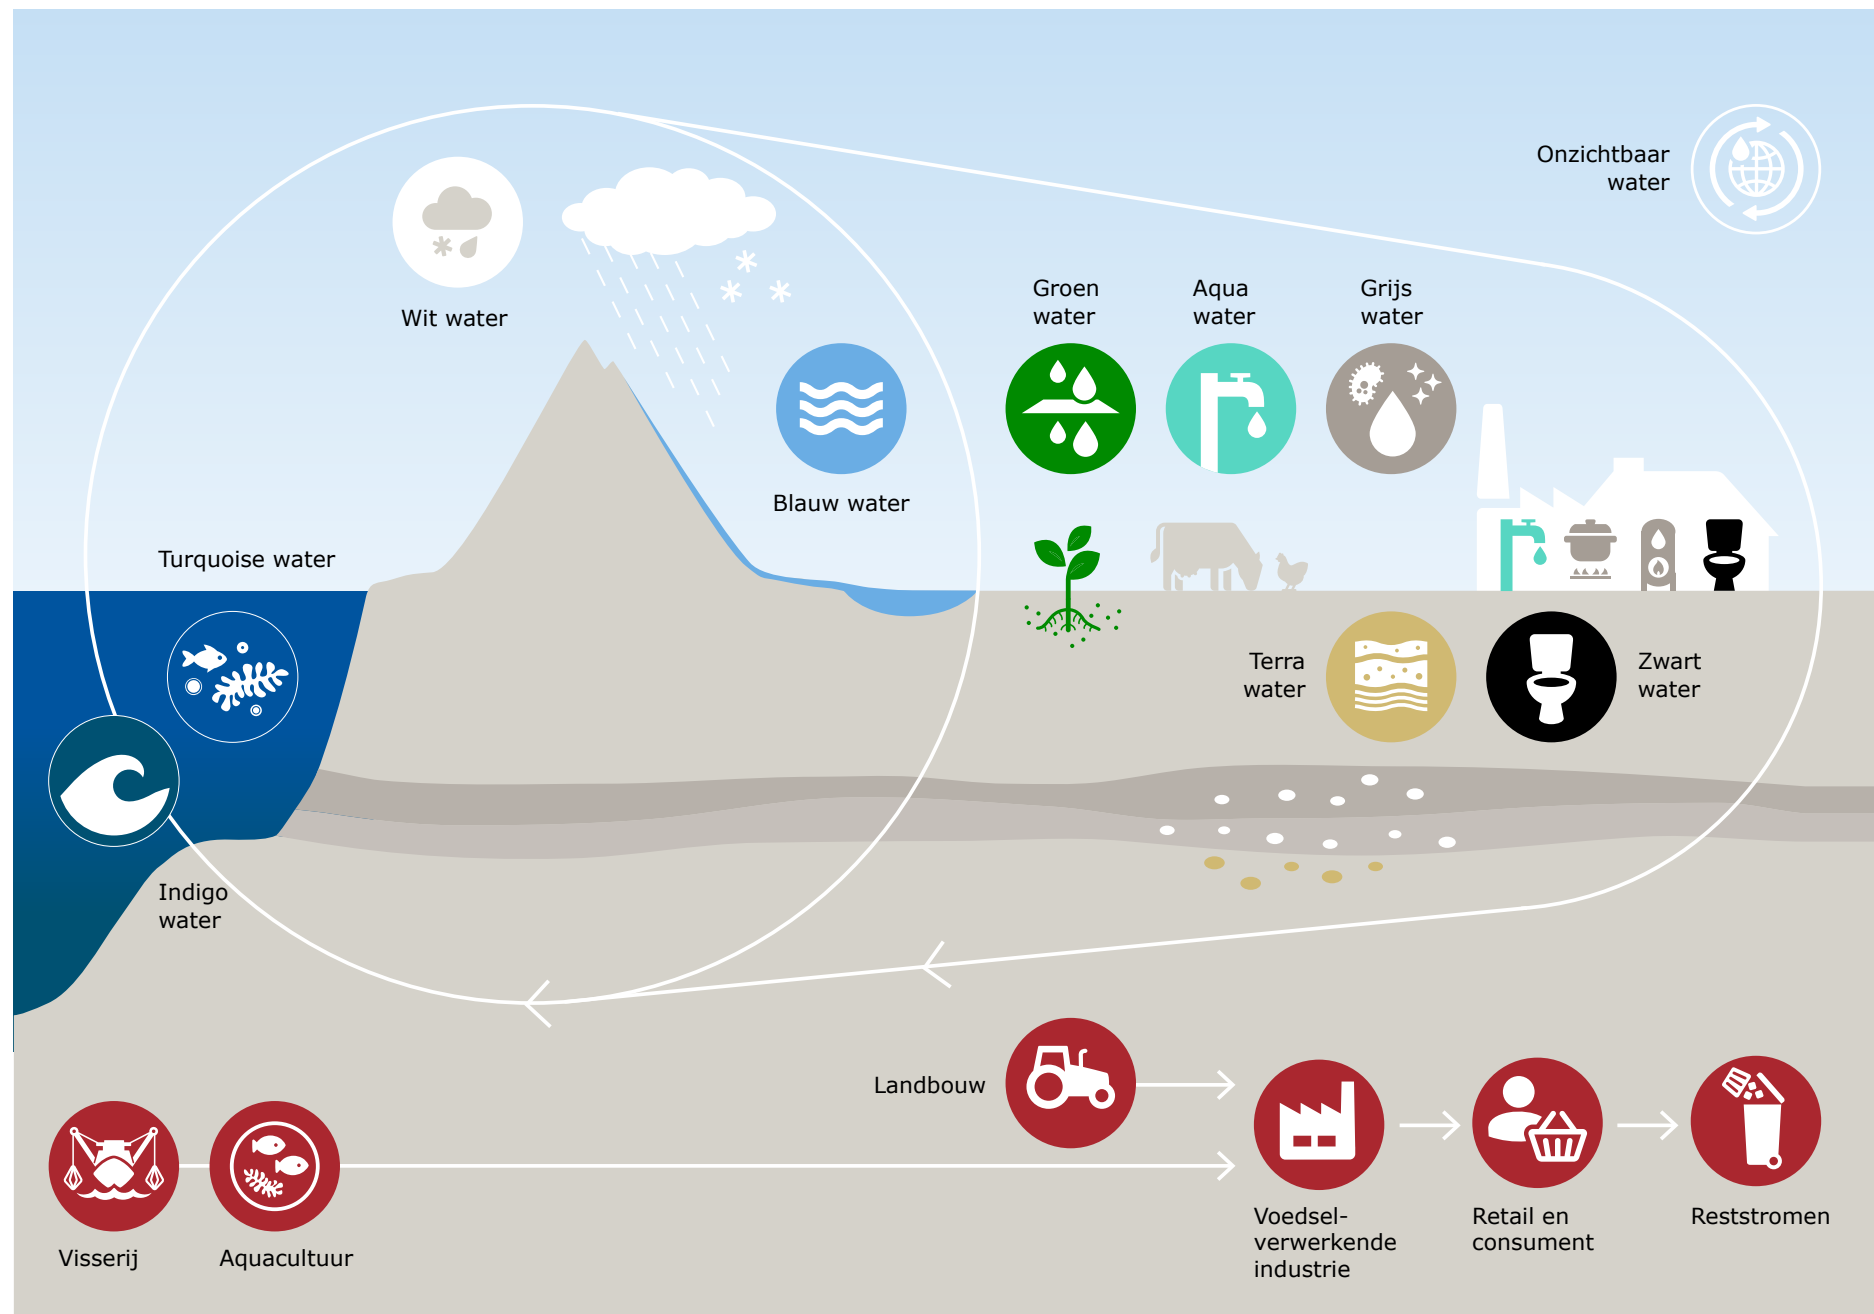 Onzichtbaar
water
Wit water
Groen
water
Aqua
water
Grijs
water
Blauw water
Turquoise water
Terra
water
Zwart
water
Indigo
water
Landbouw
Visserij
Aquacultuur
Voedsel-
verwerkende
industrie
Retail en
consument
Reststromen